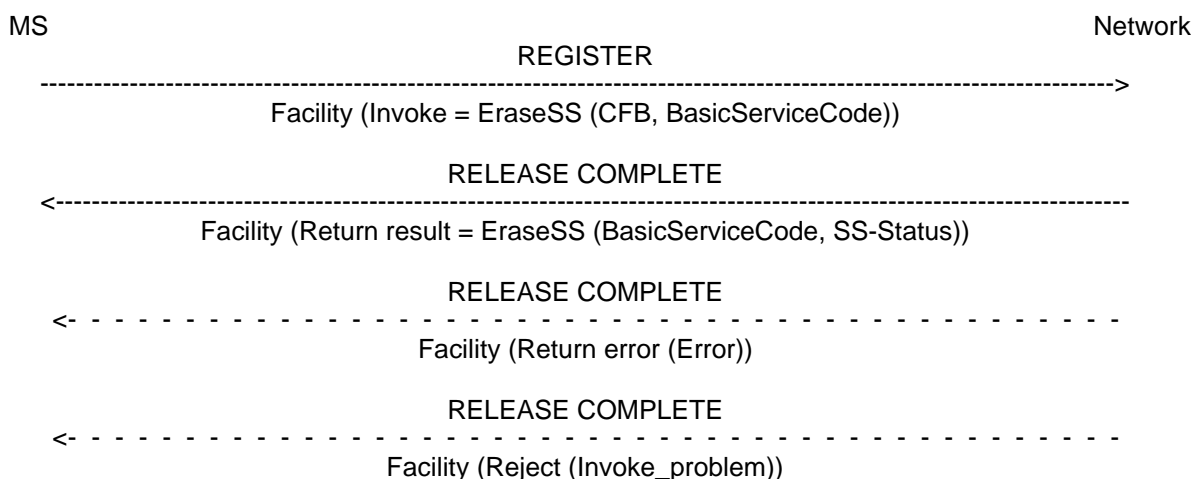 MS Network
REGISTER
Facility (Invoke = EraseSS (CFB, BasicServiceCode))
RELEASE COMPLETE
Facility (Return result = EraseSS (BasicServiceCode, SS-Status))
RELEASE COMPLETE
Facility (Return error (Error))
RELEASE COMPLETE
Facility (Reject (Invoke_problem))